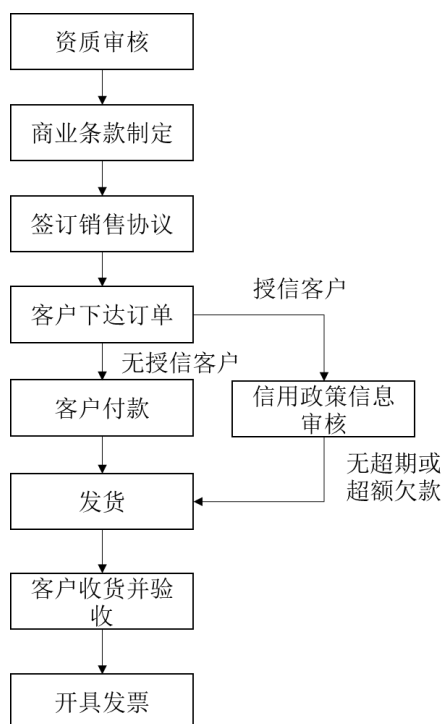 资质审核
商业条款制定
签订销售协议
客户下达订单
授信客户
无授信客户
客户付款
信用政策信息
审核
无超期或
超额欠款
发货
客户收货并验
收
开具发票